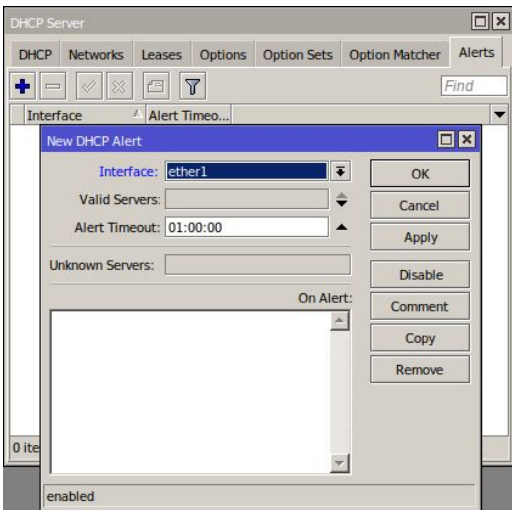 DHCP Server
DHCP Networks Leases Options Option Sets Option Matcher Alerts
Find
Interface Alert Timeo...
New DHCP Alert
Interface: ether1
OK
Valid Servers:
Cancel
Alert Timeout: 01:00:00
Apply
Unknown Servers:
Disable
On Alert:
Comment
Copy
Remove
0 ite
enabled